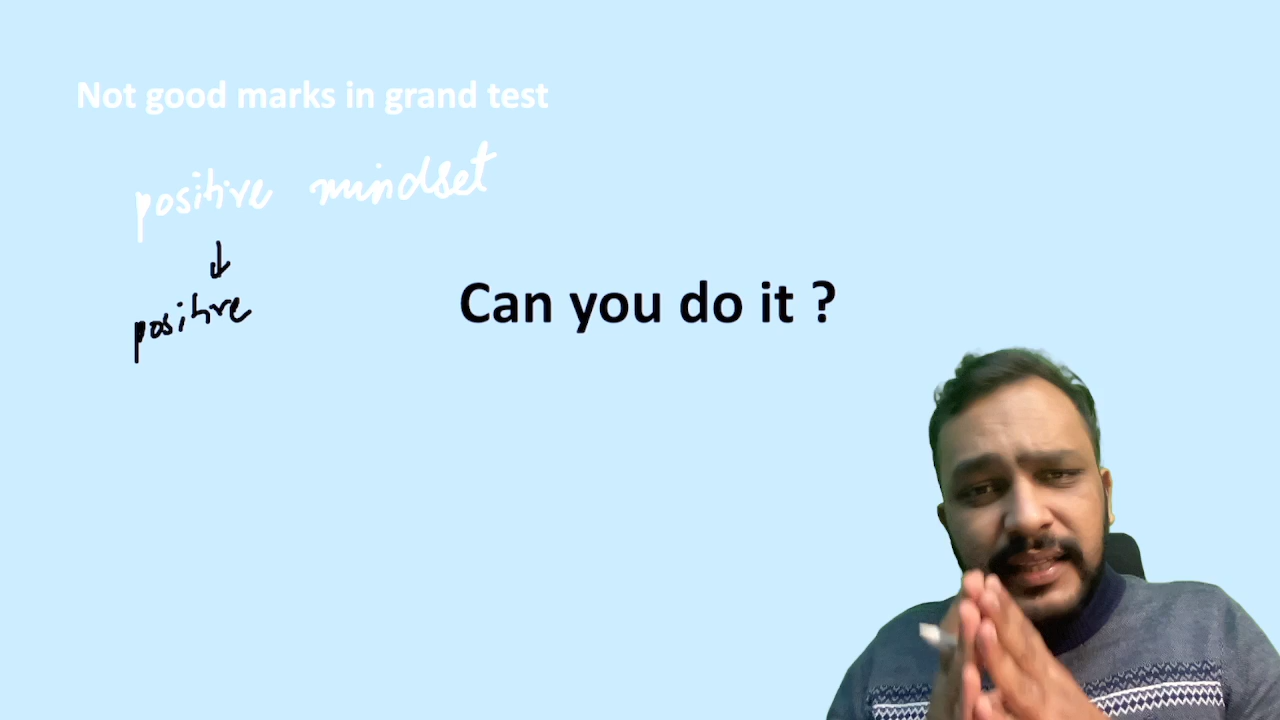 Not good marks in grand test
positive mindset
positive
Can you do it ?